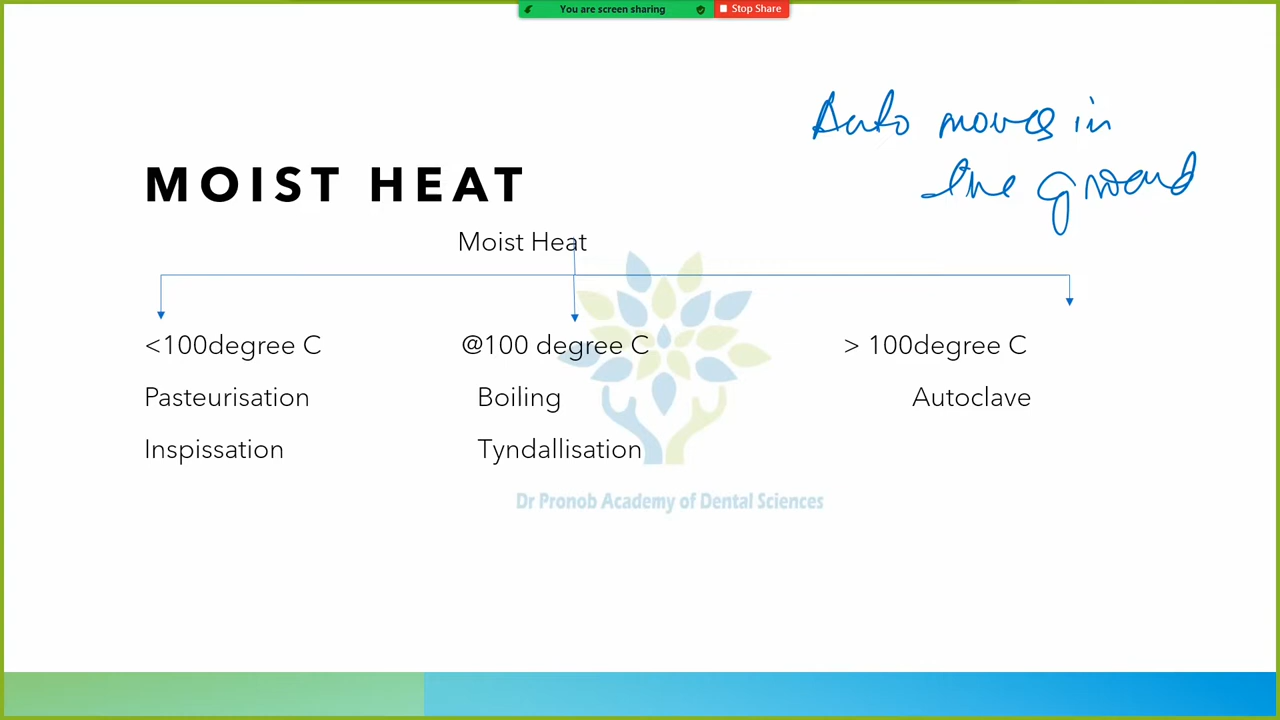 You are screen sharing
Stop Share
Auto moves in
the ground
MOIST HEAT
Moist Heat
<100degree C @100 degree C > 100degree C
Pasteurisation Boiling Autoclave
Inspissation Tyndallisation
Dr Pronob Academy of Dental Sciences